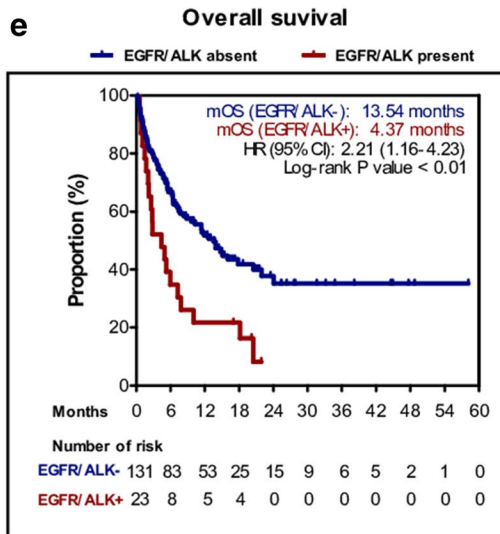 e
Overall suvival
EGFR/ALK absent EGFR/ALK present
mOS (EGFR/ALK-): 13.54 months
mOS (EGFR/ALK+): 4.37 months
HR (95% CI): 2.21 (1.16-4.23)
Log-rank P value < 0.01
Proportion (%)
100
80
60
40
20
0
Months 0 6 12 18 24 30 36 42 48 54 60
Number of risk
EGFR/ALK- 131 83 53 25 15 9 6 5 2 1 0
EGFR/ALK+ 23 8 5 4 0 0 0 0 0 0 0